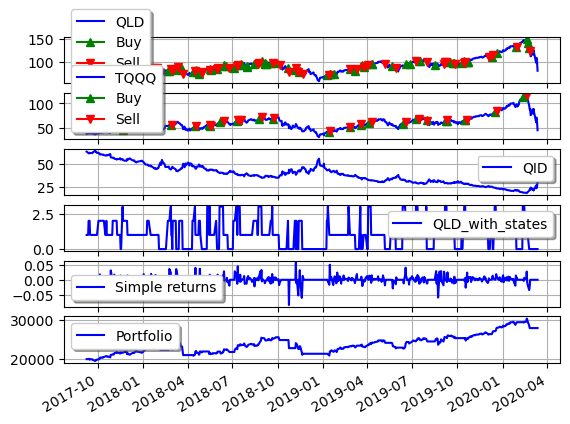 QLD
Buy
Sell
150
100
TQQQ
Buy
Sell
100
50
QID
50
25
QLD_with_states
2.5
0.0
Simple returns
0.05
0.00
−0.05
Portfolio
30000
20000
2017-10 2018-01 2018-04 2018-07 2018-10 2019-01 2019-04 2019-07 2019-10 2020-01 2020-04